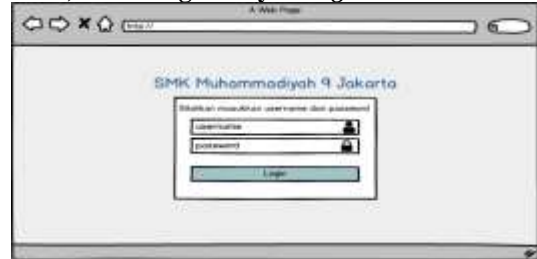 A Web Page
http://
SMK Muhammadiyah 9 Jakarta
Silahkan masukkan username dan password
username
password
Login